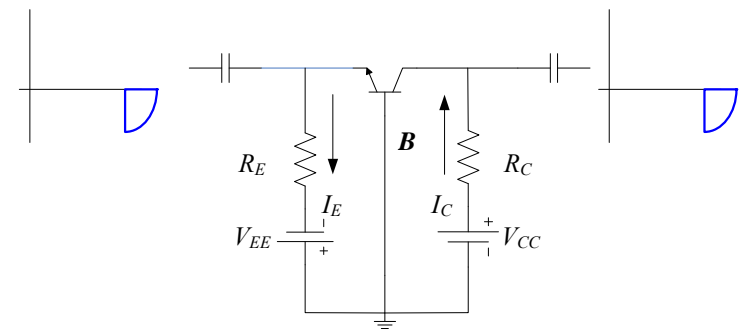 B
R_E
R_C
I_E
I_C
V_EE
-
+
+
-
V_CC